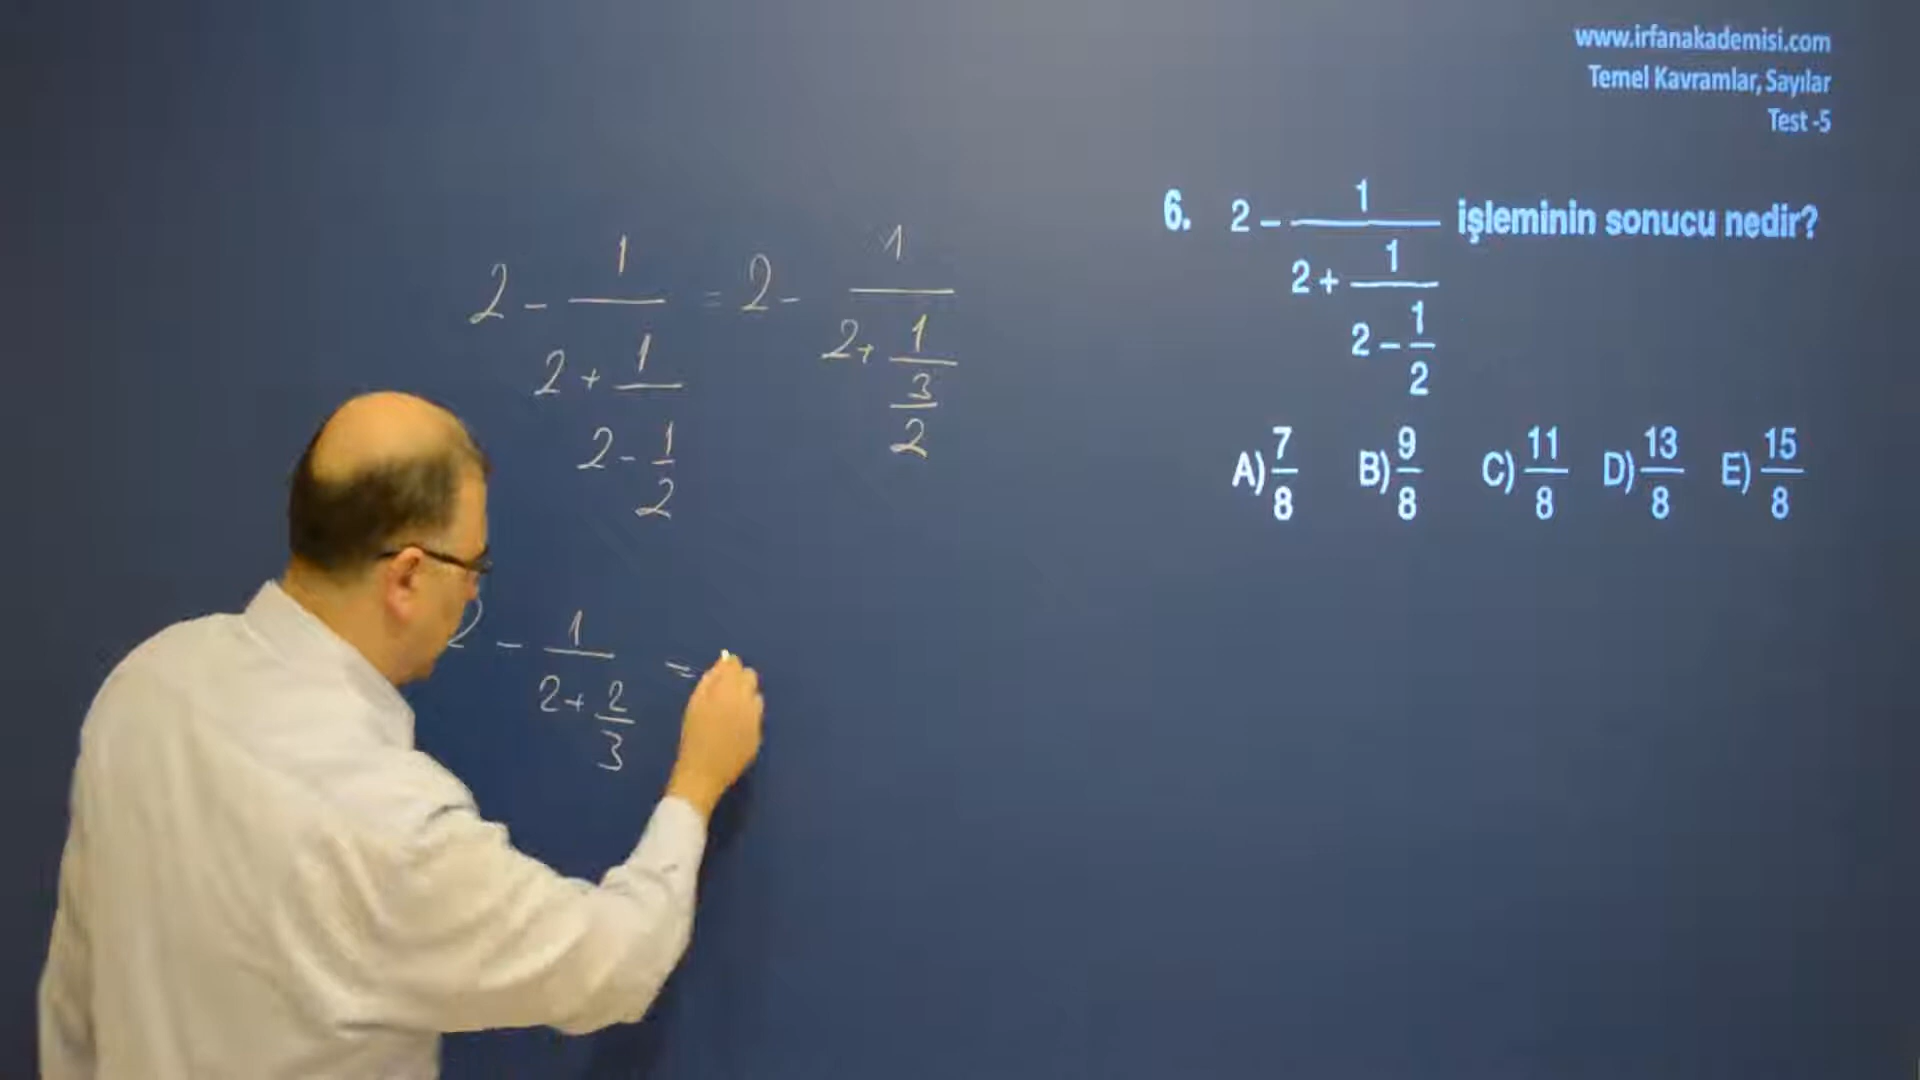 www.irfanakademisi.com
Temel Kavramlar, Sayılar
Test -5
6. 2 - 1/(2 + 1/(2 - 1/2)) işleminin sonucu nedir?
A) 7/8 B) 9/8 C) 11/8 D) 13/8 E) 15/8
2 - 1/(2 + 1/(2 - 1/2)) = 2 - 1/(2 + 1/(3/2))
2 - 1/(2 + 2/3) =